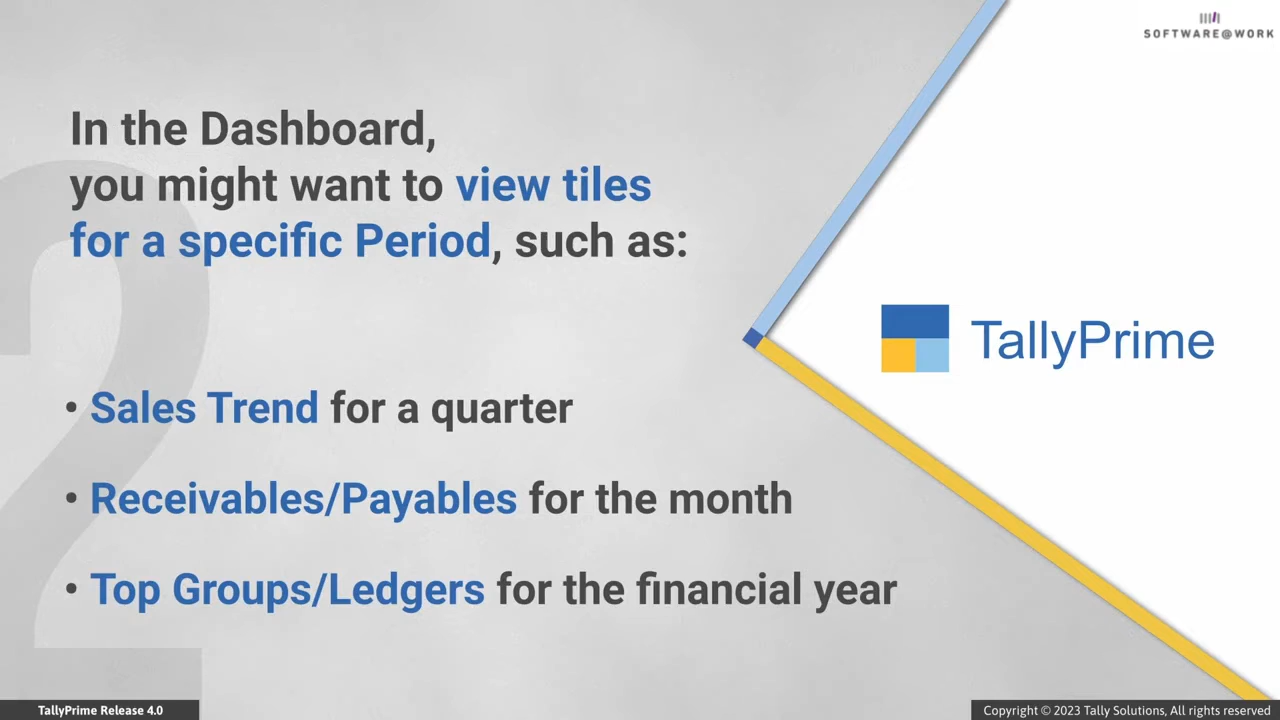 SOFTWARE@WORK
In the Dashboard,
you might want to view tiles
for a specific Period, such as:
TallyPrime
• Sales Trend for a quarter
• Receivables/Payables for the month
• Top Groups/Ledgers for the financial year
2
TallyPrime Release 4.0
Copyright © 2023 Tally Solutions, All rights reserved